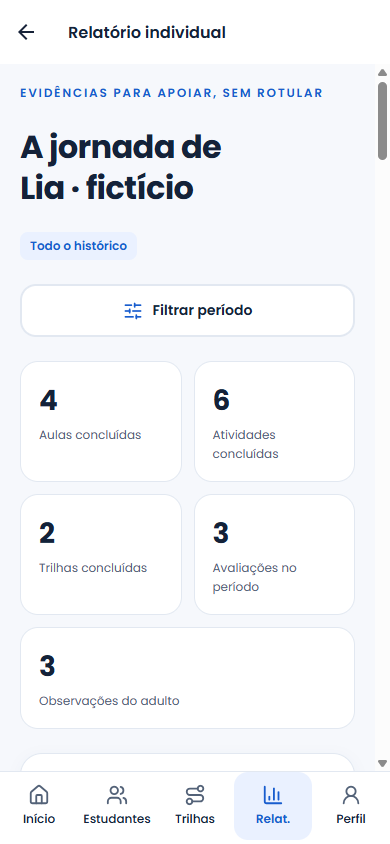 Relatório individual
EVIDÊNCIAS PARA APOIAR, SEM ROTULAR
A jornada de
Lia · fictício
Todo o histórico
Filtrar período
4
Aulas concluídas
6
Atividades
concluídas
2
Trilhas concluídas
3
Avaliações no
período
3
Observações do adulto
Início
Estudantes
Trilhas
Relat.
Perfil